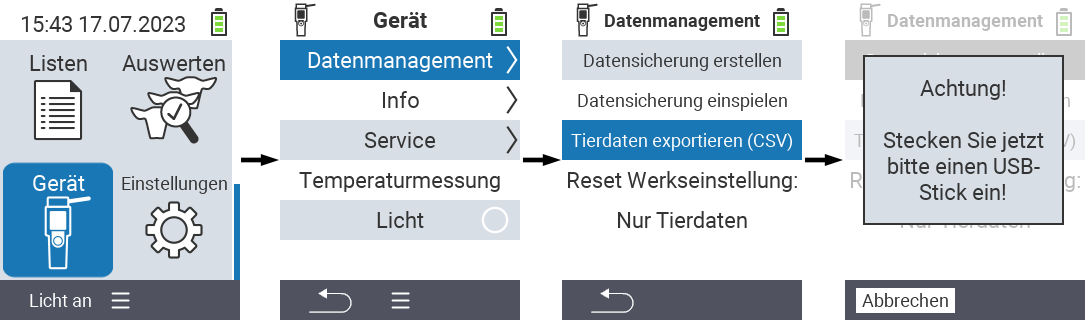 15:43 17.07.2023
Listen
Auswerten
Gerät
Einstellungen
Licht an
Gerät
Datenmanagement
Info
Service
Temperaturmessung
Licht
Datenmanagement
Datensicherung erstellen
Datensicherung einspielen
Tierdaten exportieren (CSV)
Reset Werkseinstellung:
Nur Tierdaten
Datenmanagement
Achtung!
Stecken Sie jetzt
bitte einen USB-
Stick ein!
Nur Tierdaten
Abbrechen